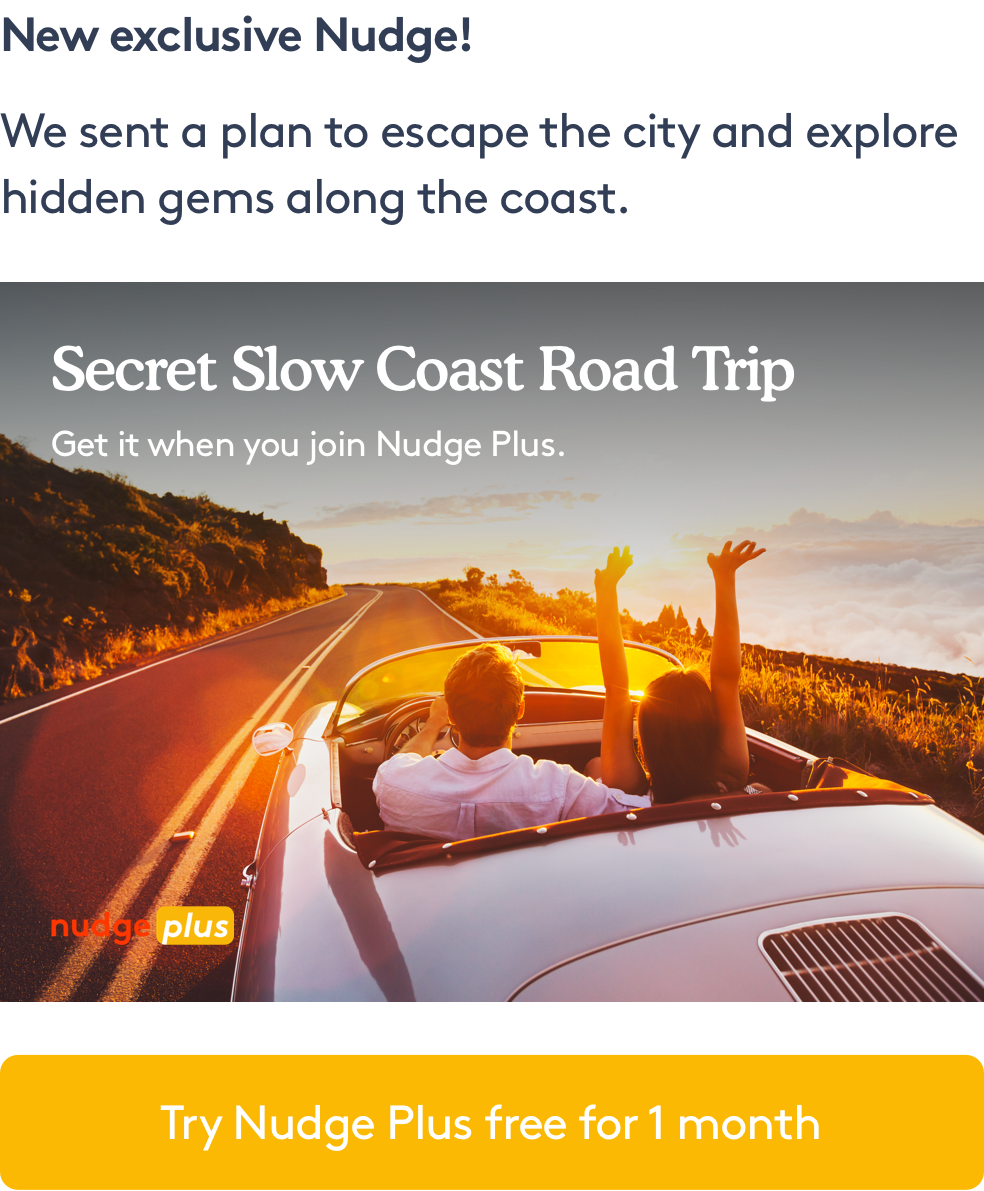 New exclusive Nudge!
We sent a plan to escape the city and explore
hidden gems along the coast.
Secret Slow Coast Road Trip
Get it when you join Nudge Plus.
nudge plus
Try Nudge Plus free for 1 month